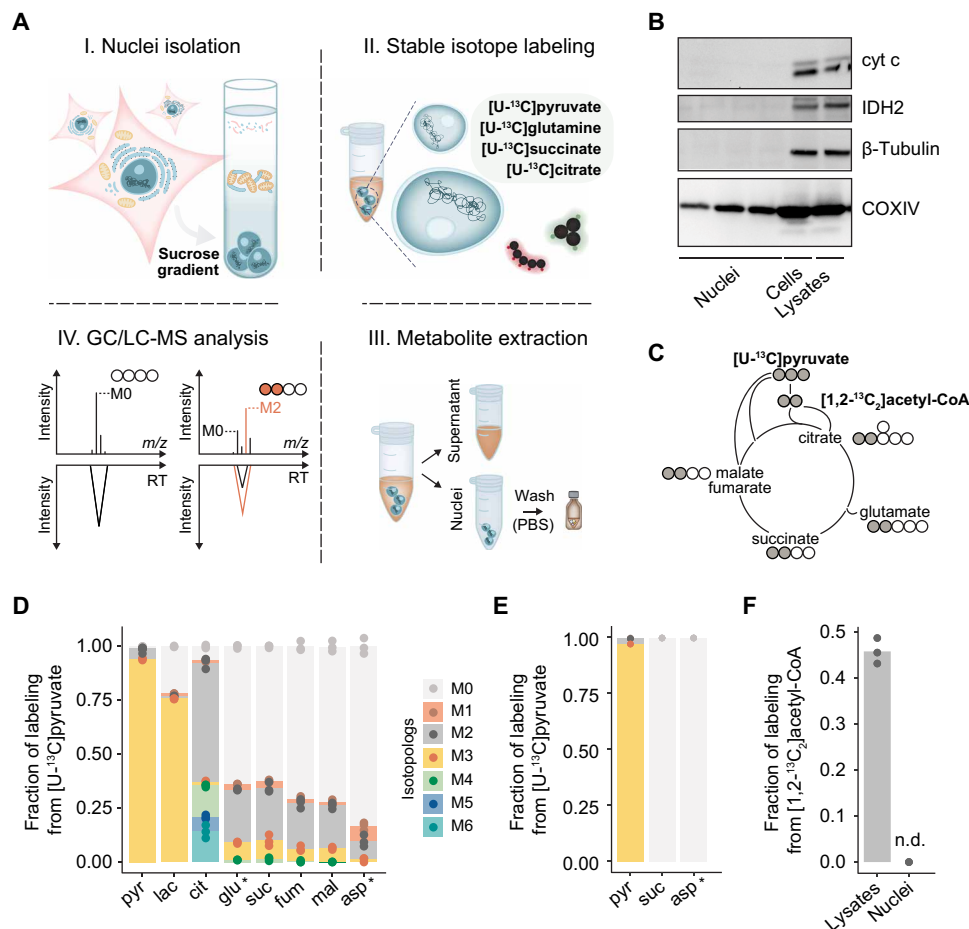 A
I. Nuclei isolation
Sucrose
gradient
II. Stable isotope labeling
[U-¹³C]pyruvate
[U-¹³C]glutamine
[U-¹³C]succinate
[U-¹³C]citrate
IV. GC/LC-MS analysis
Intensity
M0
m/z
RT
Intensity
Intensity
M2
M0
m/z
RT
Intensity
III. Metabolite extraction
Supernatant
Nuclei
Wash
(PBS)
B
cyt c
IDH2
β-Tubulin
COXIV
Nuclei
Cells
Lysates
C
[U-¹³C]pyruvate
[1,2-¹³C₂]acetyl-CoA
citrate
malate
fumarate
glutamate
succinate
D
Fraction of labeling
from [U-¹³C]pyruvate
1.00
0.75
0.50
0.25
0.00
pyr
lac
cit
glu*
suc
fum
mal
asp*
Isotopologs
M0
M1
M2
M3
M4
M5
M6
E
Fraction of labeling
from [U-¹³C]pyruvate
1.00
0.75
0.50
0.25
0.00
pyr
suc
asp*
F
Fraction of labeling
from [1,2-¹³C₂]acetyl-CoA
0.5
0.4
0.3
0.2
0.1
0.0
n.d.
Lysates
Nuclei